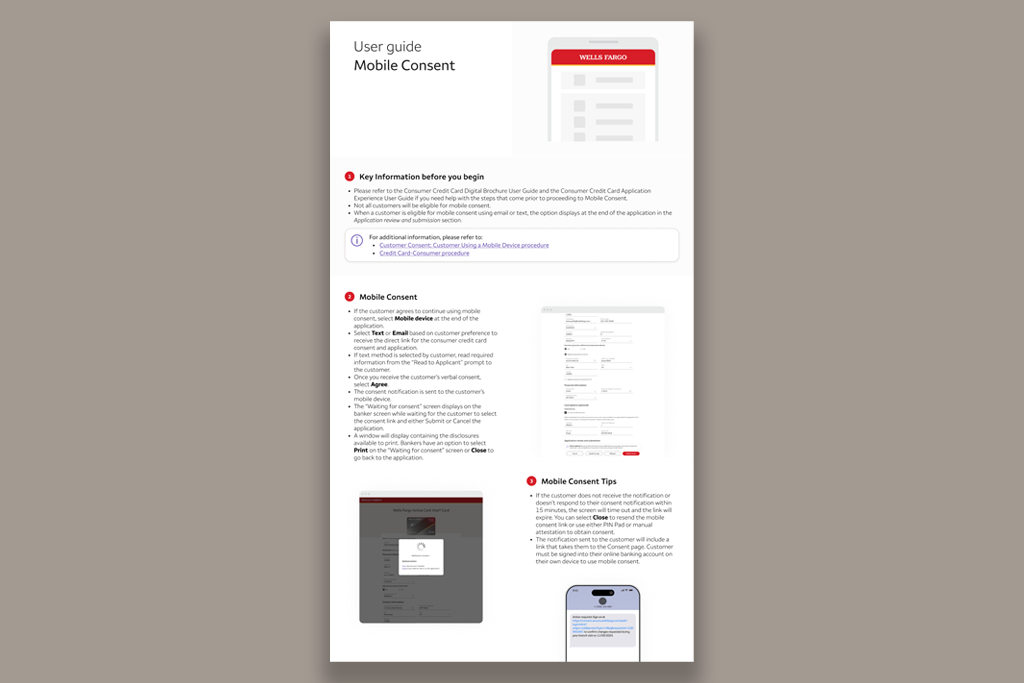 User guide
Mobile Consent
WELLS FARGO
1 Key Information before you begin
• Please refer to the Consumer Credit Card Digital Brochure User Guide and the Consumer Credit Card Application
Experience User Guide if you need help with the steps that come prior to proceeding to Mobile Consent.
• Not all customers will be eligible for mobile consent.
• When a customer is eligible for mobile consent using email or text, the option displays at the end of the application in the
Application review and submission section.
For additional information, please refer to:
• Customer Consent: Customer Using a Mobile Device procedure
• Credit Card-Consumer procedure
2 Mobile Consent
• If the customer agrees to continue using mobile
consent, select Mobile device at the end of the
application.
• Select Text or Email based on customer preference to
receive the direct link for the consumer credit card
consent and application.
• If text method is selected by customer, read required
information from the "Read to Applicant" prompt to
the customer.
• Once you receive the customer's verbal consent,
select Agree.
• The consent notification is sent to the customer's
mobile device.
• The "Waiting for consent" screen displays on the
banker screen while waiting for the customer to select
the consent link and either Submit or Cancel the
application.
• A window will display containing the disclosures
available to print. Bankers have an option to select
Print on the "Waiting for consent" screen or Close to
go back to the application.
3 Mobile Consent Tips
• If the customer does not receive the notification or
doesn't respond to their consent notification within
15 minutes, the screen will time out and the link will
expire. You can select Close to resend the mobile
consent link or use either PIN Pad or manual
attestation to obtain consent.
• The notification sent to the customer will include a
link that takes them to the Consent page. Customer
must be signed into their online banking account on
their own device to use mobile consent.